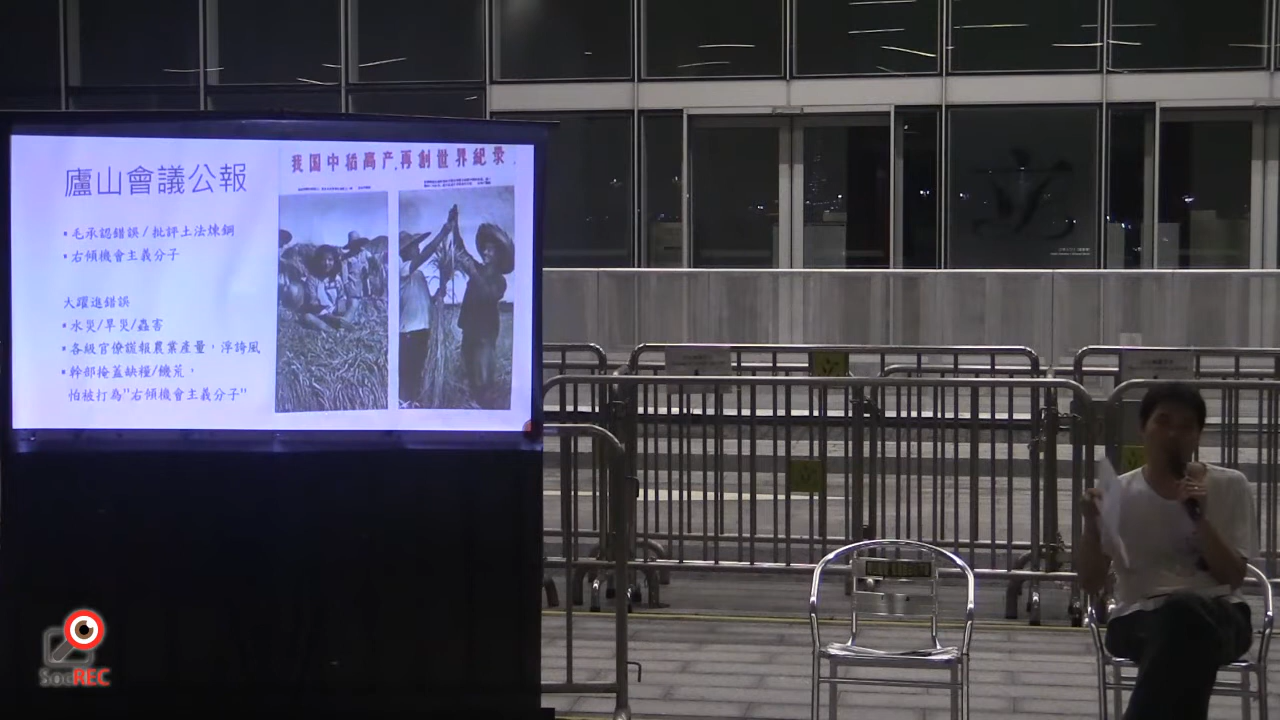 廬山會議公報
▪毛承認錯誤/批評土法煉鋼
▪右傾機會主義分子
大躍進錯誤
▪水災/旱災/蟲害
▪各級官僚謊報農業產量，浮誇風
▪幹部掩蓋缺糧/饑荒，
怕被打為"右傾機會主義分子"
我国中稻高产再創世界紀录
立
SocREC